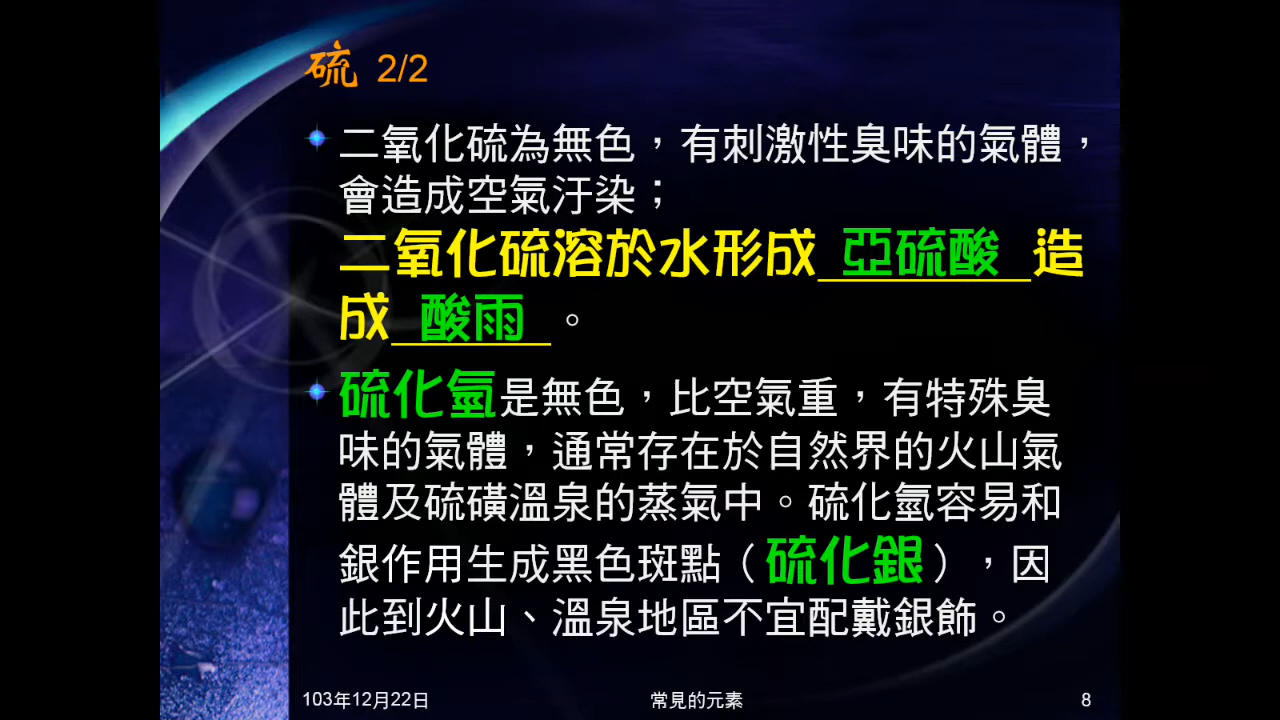 硫 2/2
二氧化硫為無色，有刺激性臭味的氣體，
會造成空氣汙染；
二氧化硫溶於水形成 亞硫酸 造
成 酸雨 。
硫化氫是無色，比空氣重，有特殊臭
味的氣體，通常存在於自然界的火山氣
體及硫磺溫泉的蒸氣中。硫化氫容易和
銀作用生成黑色斑點（硫化銀），因
此到火山、溫泉地區不宜配戴銀飾。
103年12月22日
常見的元素
8